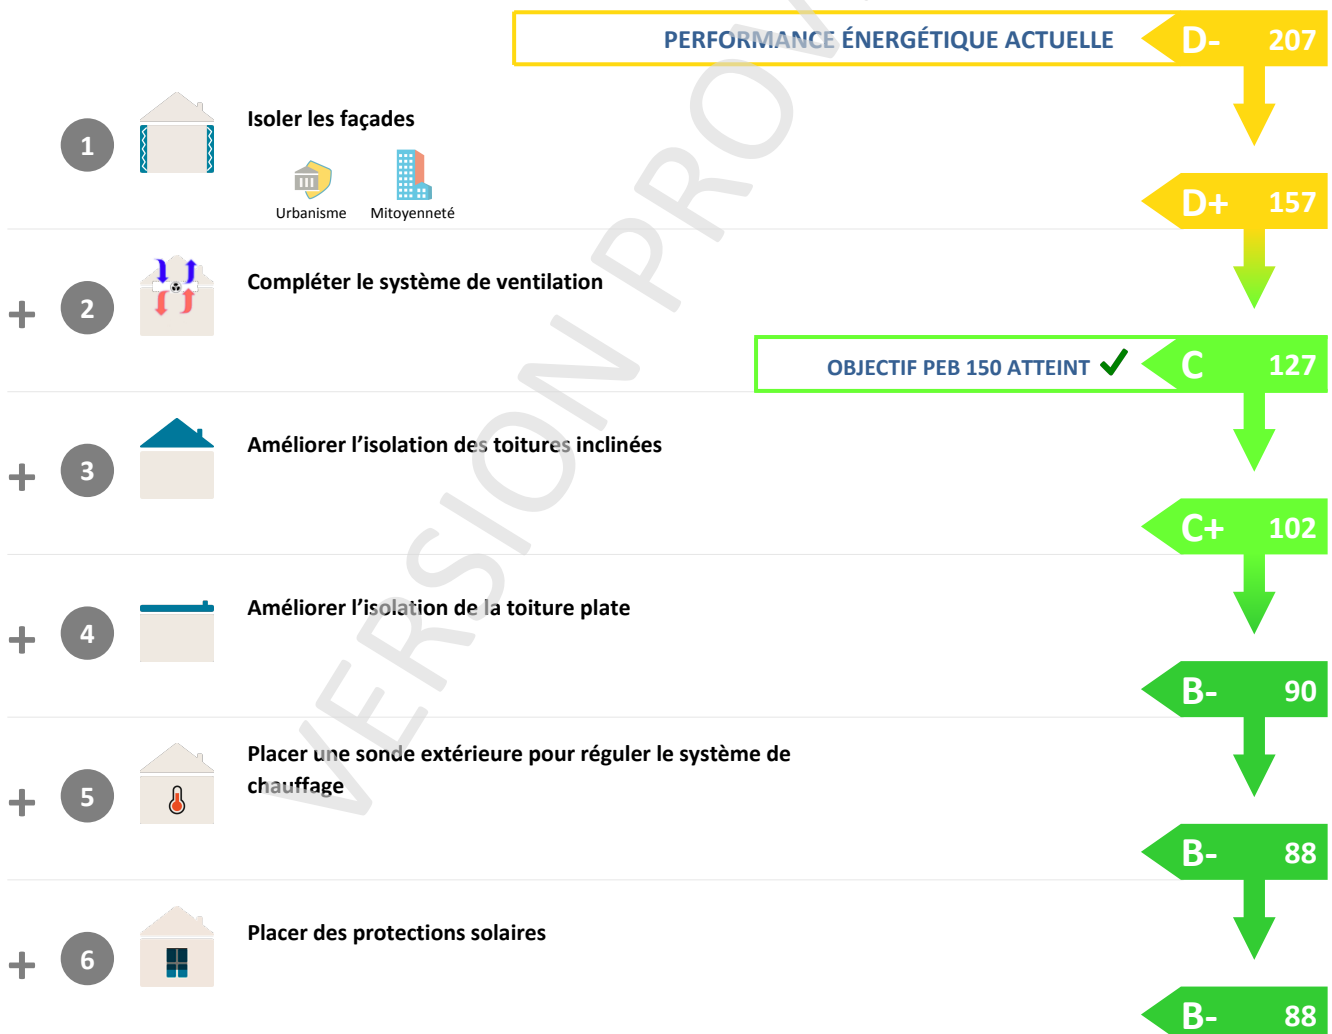 PERFORMANCE ÉNERGÉTIQUE ACTUELLE D- 207
1 Isoler les façades
Urbanisme Mitoyenneté
D+ 157
+ 2 Compléter le système de ventilation
OBJECTIF PEB 150 ATTEINT ✔ C 127
+ 3 Améliorer l’isolation des toitures inclinées
C+ 102
+ 4 Améliorer l’isolation de la toiture plate
B- 90
+ 5 Placer une sonde extérieure pour réguler le système de
chauffage
B- 88
+ 6 Placer des protections solaires
B- 88
VERSION PROV